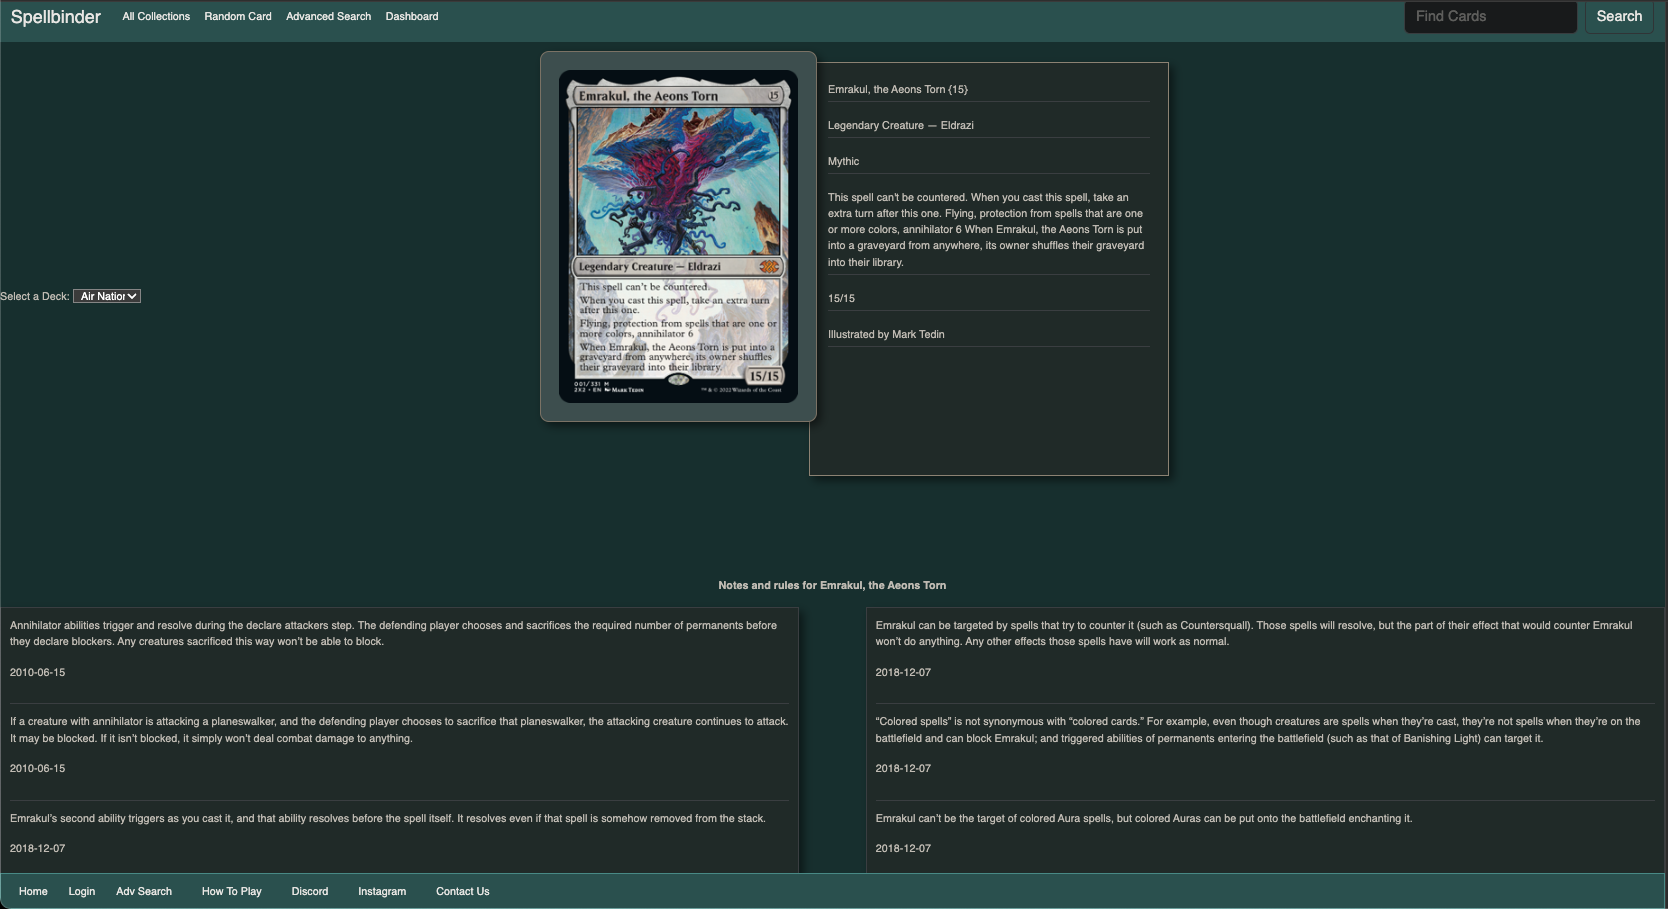 Spellbinder All Collections Random Card Advanced Search Dashboard Find Cards Search
Emrakul, the Aeons Torn 15
Legendary Creature — Eldrazi
This spell can't be countered.
When you cast this spell, take an extra turn
after this one.
Flying, protection from spells that are one or
more colors, annihilator 6
When Emrakul, the Aeons Torn is put into a
graveyard from anywhere, its owner shuffles
their graveyard into their library.
15/15
001/331 M
2X2 • EN Mark Tedin ™ & © 2022 Wizards of the Coast
Emrakul, the Aeons Torn {15}
Legendary Creature — Eldrazi
Mythic
This spell can't be countered. When you cast this spell, take an
extra turn after this one. Flying, protection from spells that are one
or more colors, annihilator 6 When Emrakul, the Aeons Torn is put
into a graveyard from anywhere, its owner shuffles their graveyard
into their library.
15/15
Illustrated by Mark Tedin
Select a Deck: Air Nation
Notes and rules for Emrakul, the Aeons Torn
Annihilator abilities trigger and resolve during the declare attackers step. The defending player chooses and sacrifices the required number of permanents before
they declare blockers. Any creatures sacrificed this way won't be able to block.
2010-06-15
If a creature with annihilator is attacking a planeswalker, and the defending player chooses to sacrifice that planeswalker, the attacking creature continues to attack.
It may be blocked. If it isn't blocked, it simply won't deal combat damage to anything.
2010-06-15
Emrakul's second ability triggers as you cast it, and that ability resolves before the spell itself. It resolves even if that spell is somehow removed from the stack.
2018-12-07
Emrakul can be targeted by spells that try to counter it (such as Countersquall). Those spells will resolve, but the part of their effect that would counter Emrakul
won't do anything. Any other effects those spells have will work as normal.
2018-12-07
“Colored spells” is not synonymous with “colored cards.” For example, even though creatures are spells when they're cast, they're not spells when they're on the
battlefield and can block Emrakul; and triggered abilities of permanents entering the battlefield (such as that of Banishing Light) can target it.
2018-12-07
Emrakul can't be the target of colored Aura spells, but colored Auras can be put onto the battlefield enchanting it.
2018-12-07
Home Login Adv Search How To Play Discord Instagram Contact Us